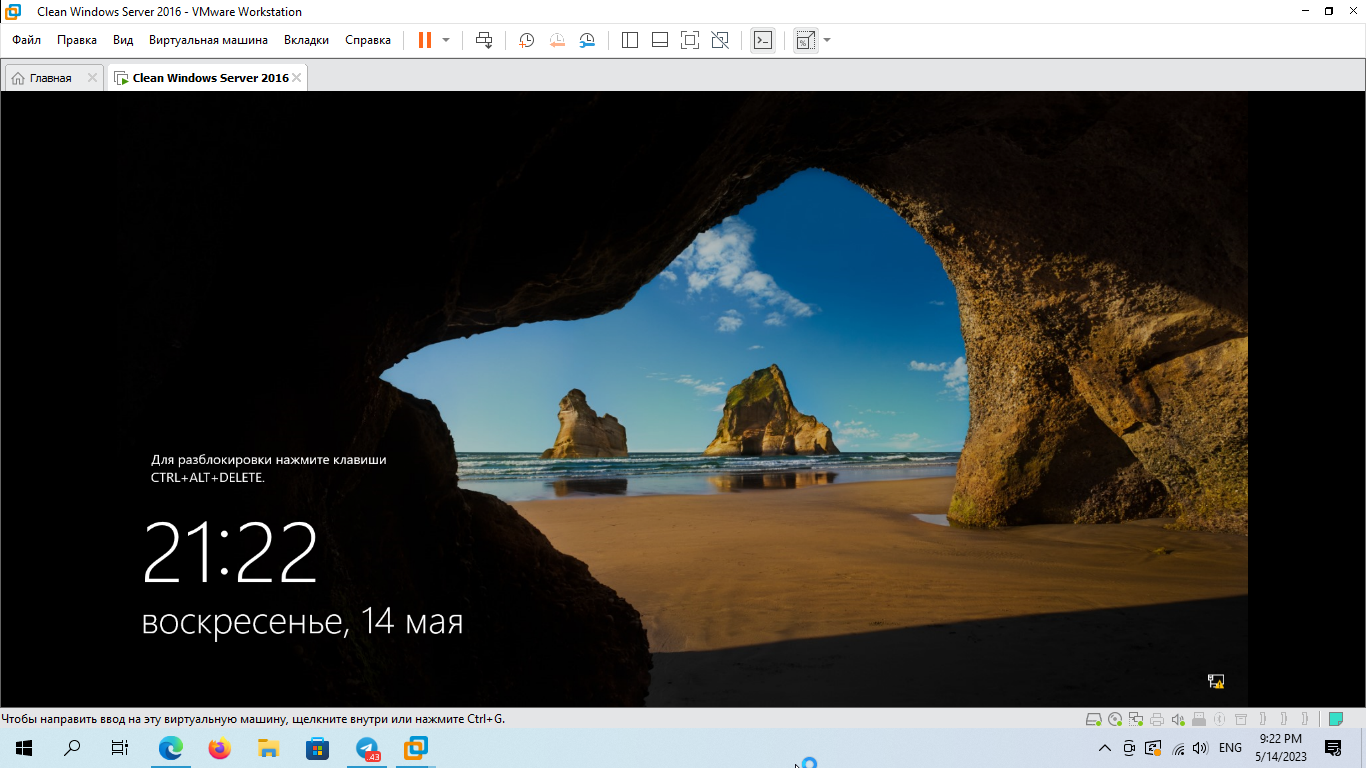 Clean Windows Server 2016 - VMware Workstation
Файл Правка Вид Виртуальная машина Вкладки Справка
Главная Clean Windows Server 2016
Для разблокировки нажмите клавиши
CTRL+ALT+DELETE.
21:22
воскресенье, 14 мая
Чтобы направить ввод на эту виртуальную машину, щелкните внутри или нажмите Ctrl+G.
43
ENG
9:22 PM
5/14/2023
3